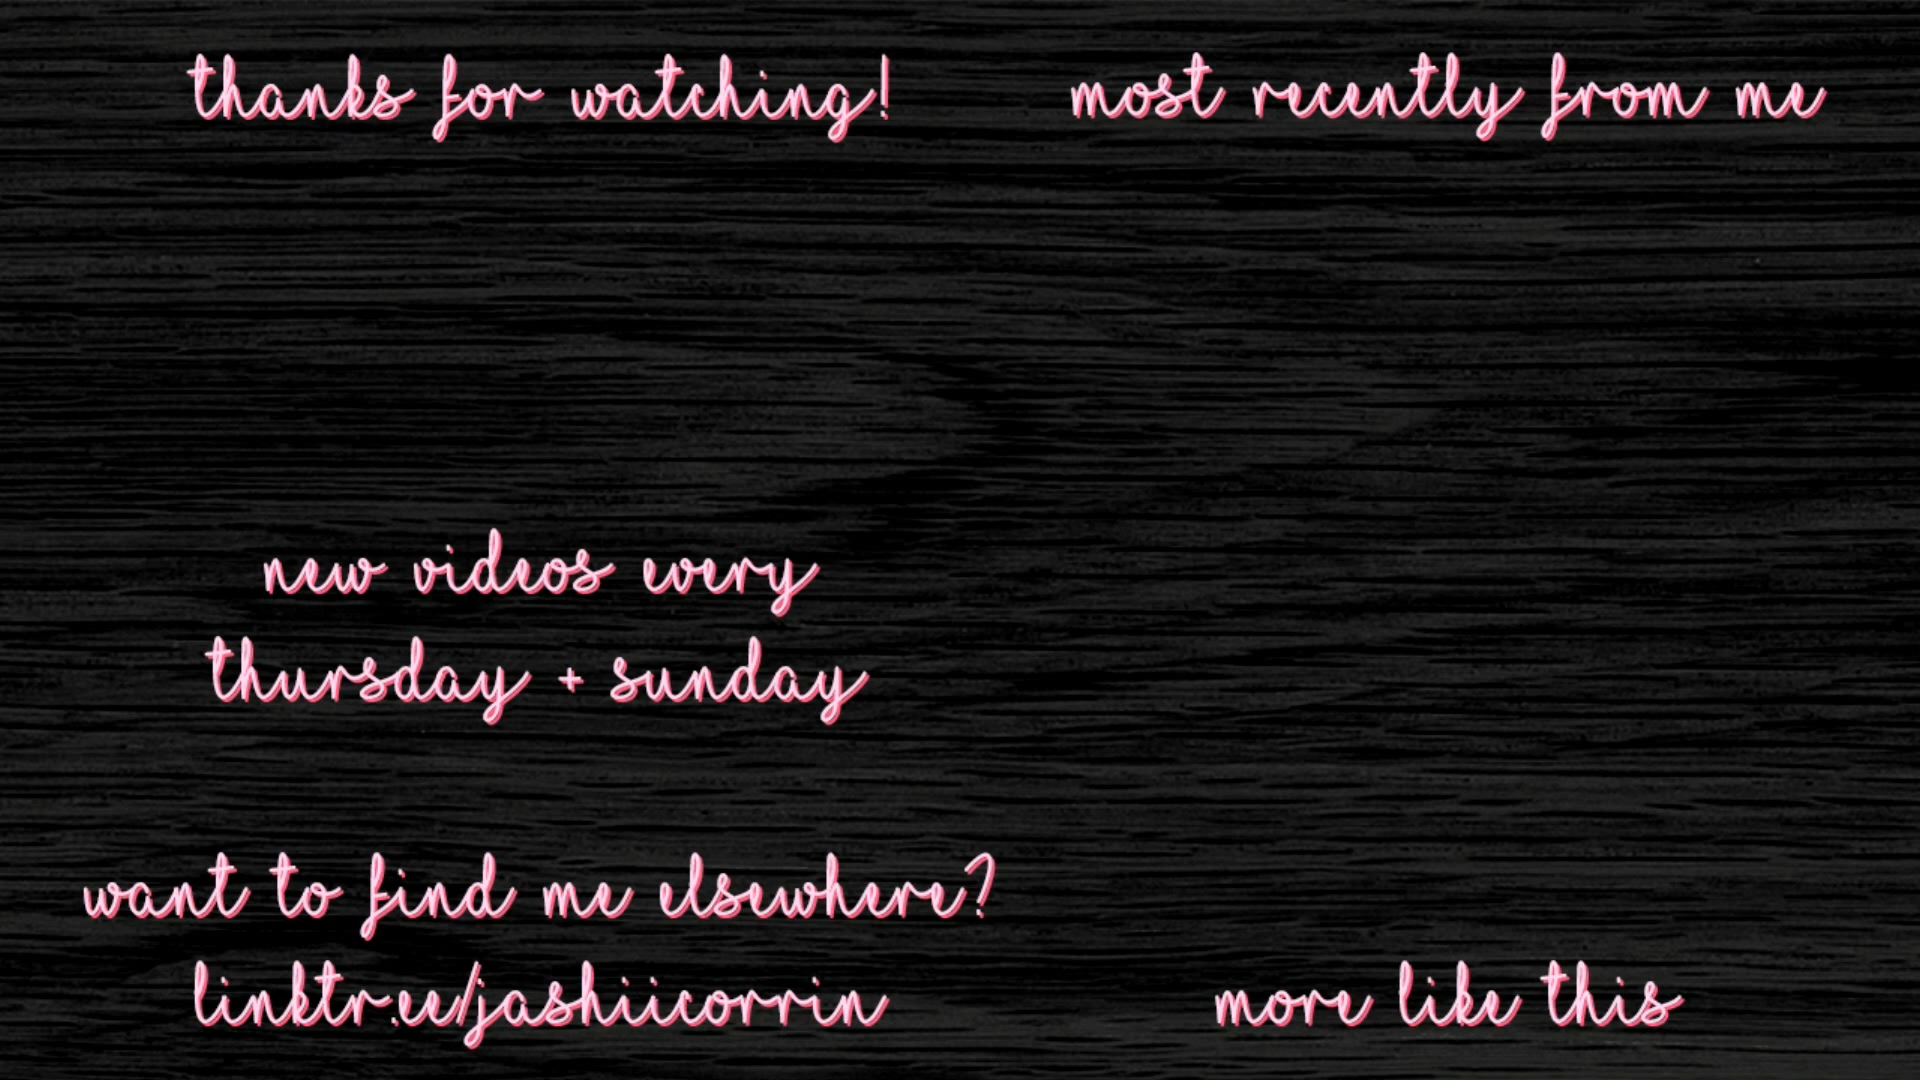 thanks for watching!
most recently from me
new videos every
thursday + sunday
want to find me elsewhere?
linktr.ee/jashiicorrin
more like this